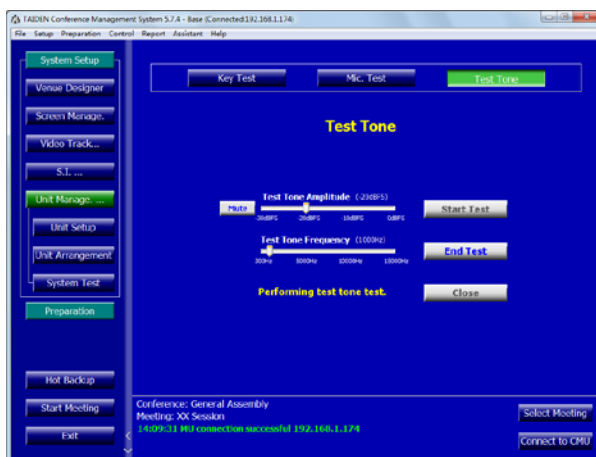 TAIDEN Conference Management System 5.7.4 - Base (Connected:192.168.1.174)
File Setup Preparation Control Report Assistant Help
System Setup
Venue Designer
Screen Manage.
Video Track...
S.I. ...
Unit Manage. ...
Unit Setup
Unit Arrangement
System Test
Preparation
Hot Backup
Start Meeting
Exit
Key Test Mic. Test Test Tone
Test Tone
Test Tone Amplitude (-23dBFS)
Mute
-30dBFS -20dBFS -10dBFS 0dBFS
Start Test
Test Tone Frequency (1000Hz)
300Hz 5000Hz 10000Hz 15000Hz
End Test
Performing test tone test.
Close
Conference: General Assembly
Meeting: XX Session
14:09:31 MU connection successful 192.168.1.174
Select Meeting
Connect to CMU